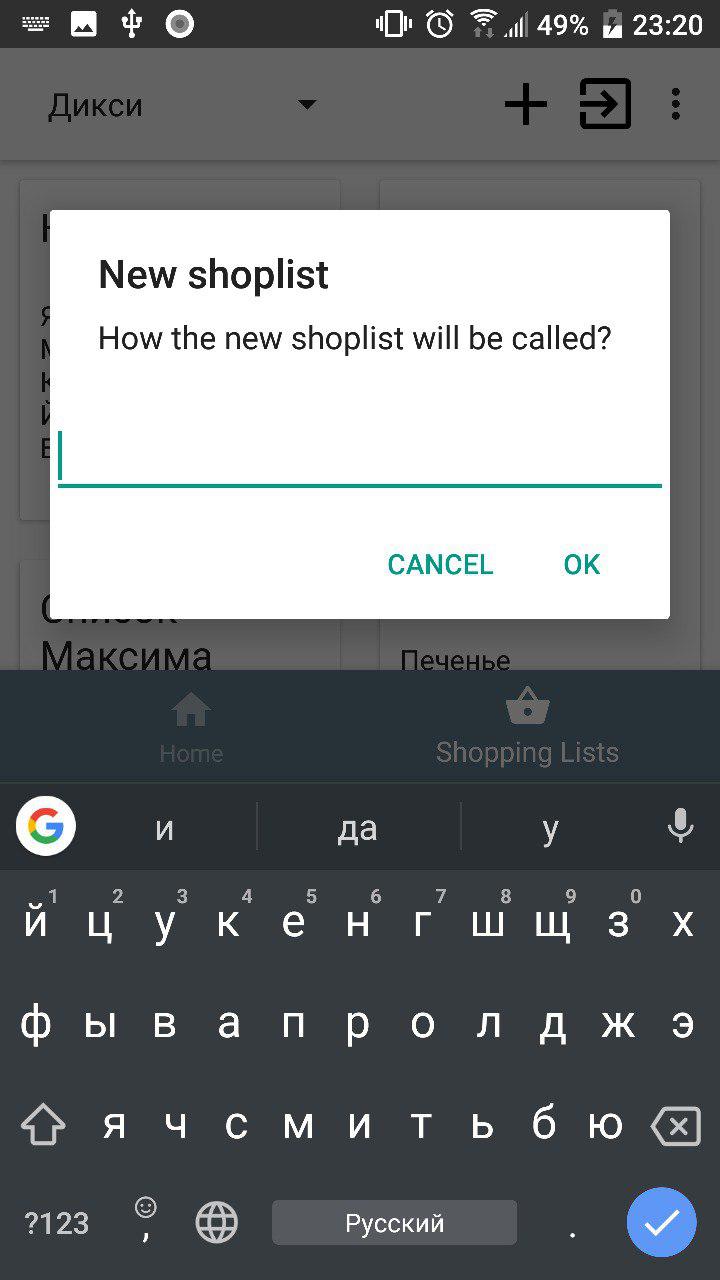 49% 23:20
Дикси
New shoplist
How the new shoplist will be called?
CANCEL OK
Список
Максима
Печенье
Home
Shopping Lists
и да у
1 2 3 4 5 6 7 8 9 0
й ц у к е н г ш щ з х
ф ы в а п р о л д ж э
я ч с м и т ь б ю
?123 , Русский .